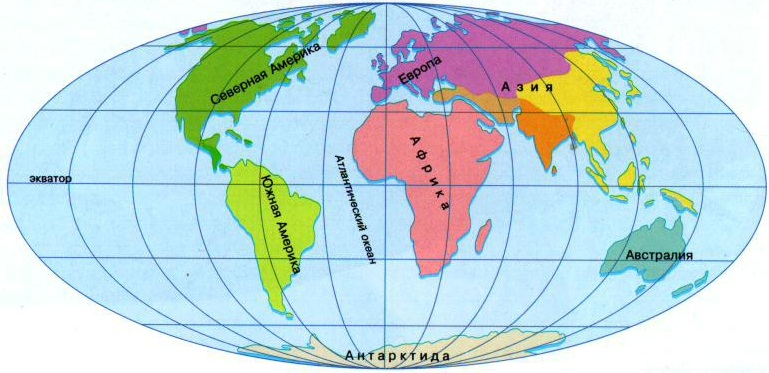 Северная Америка
Европа
Азия
Африка
Атлантический океан
экватор
Южная Америка
Австралия
Антарктида